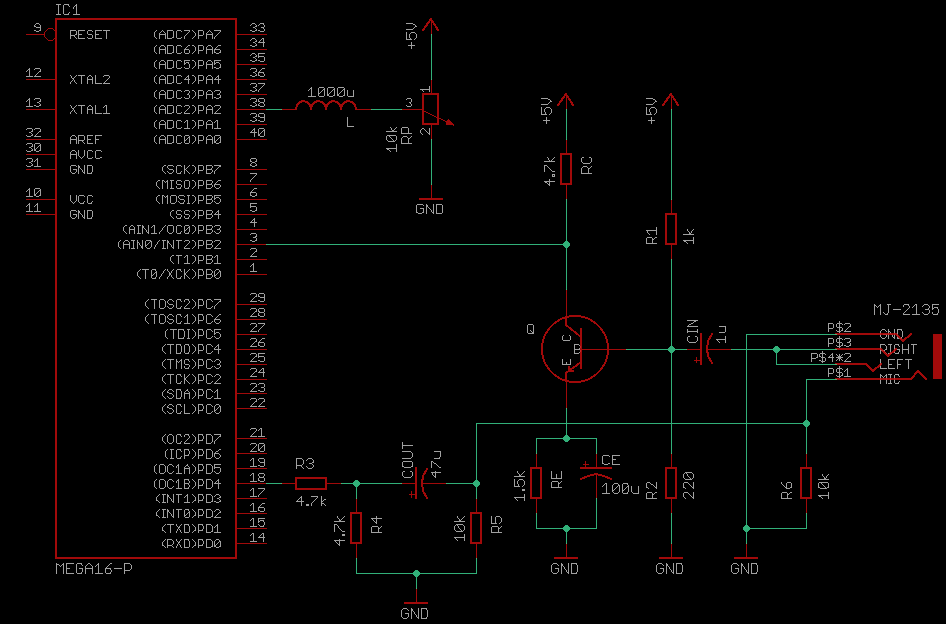 IC1
9 RESET
12 XTAL2
13 XTAL1
32 AREF
30 AVCC
31 GND
10 VCC
11 GND
(ADC7)PA7 33
(ADC6)PA6 34
(ADC5)PA5 35
(ADC4)PA4 36
(ADC3)PA3 37
(ADC2)PA2 38
(ADC1)PA1 39
(ADC0)PA0 40
(SCK)PB7 8
(MISO)PB6 7
(MOSI)PB5 6
(SS)PB4 5
(AIN1/OC0)PB3 4
(AIN0/INT2)PB2 3
(T1)PB1 2
(T0/XCK)PB0 1
(TOSC2)PC7 29
(TOSC1)PC6 28
(TDI)PC5 27
(TDO)PC4 26
(TMS)PC3 25
(TCK)PC2 24
(SDA)PC1 23
(SCL)PC0 22
(OC2)PD7 21
(ICP)PD6 20
(OC1A)PD5 19
(OC1B)PD4 18
(INT1)PD3 17
(INT0)PD2 16
(TXD)PD1 15
(RXD)PD0 14
MEGA16-P
1000u
L
+5V
1
3
2
10k
RP
GND
+5V
4.7k
RC
+5V
R1
1k
Q
C
B
E
CIN
1u
+
MJ-2135
P$2 GND
P$3 RIGHT
P$4*2 LEFT
P$1 MIC
R3
4.7k
COUT
47u
+
4.7k
R4
10k
R5
GND
1.5k
RE
+
CE
100u
GND
R2
220
GND
R6
10k
GND